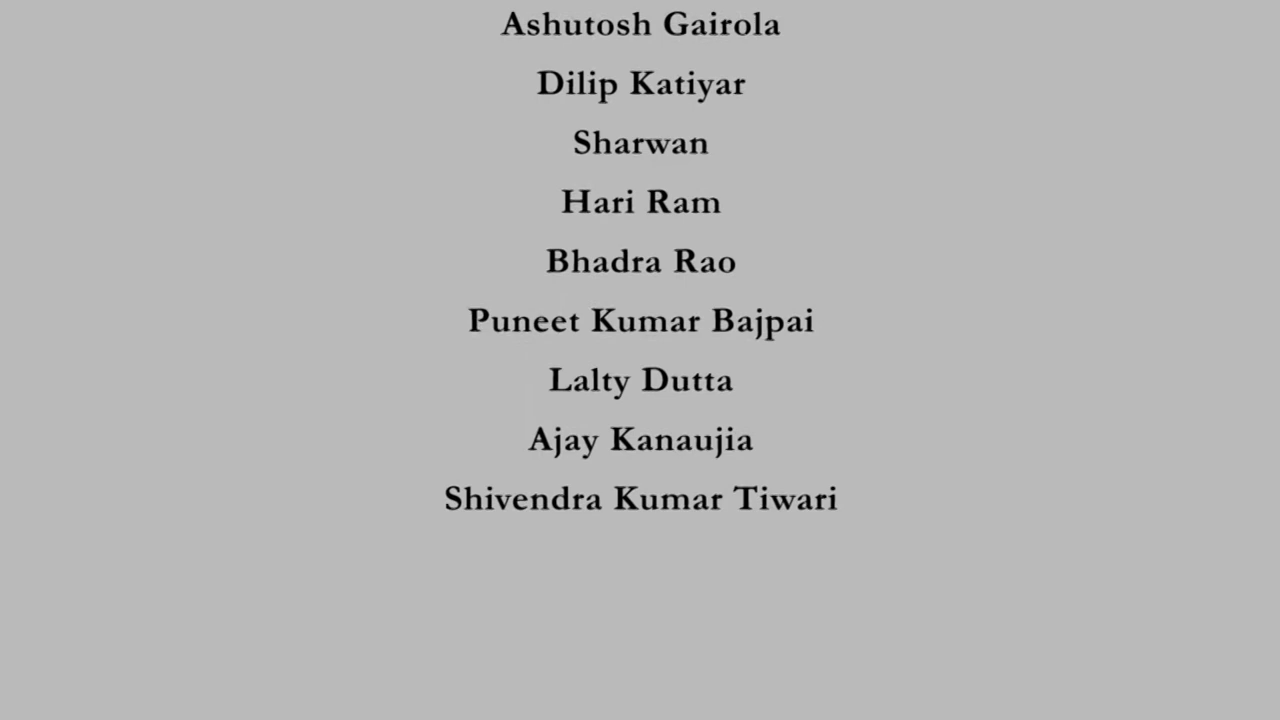 Ashutosh Gairola
Dilip Katiyar
Sharwan
Hari Ram
Bhadra Rao
Puneet Kumar Bajpai
Lalty Dutta
Ajay Kanaujia
Shivendra Kumar Tiwari